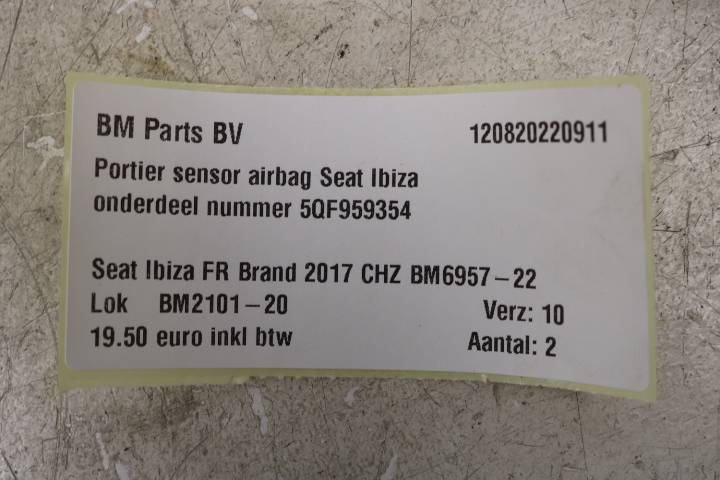 BM Parts BV 120820220911
Portier sensor airbag Seat Ibiza
onderdeel nummer 5QF959354
Seat Ibiza FR Brand 2017 CHZ BM6957-22
Lok BM2101-20 Verz: 10
19.50 euro inkl btw Aantal: 2